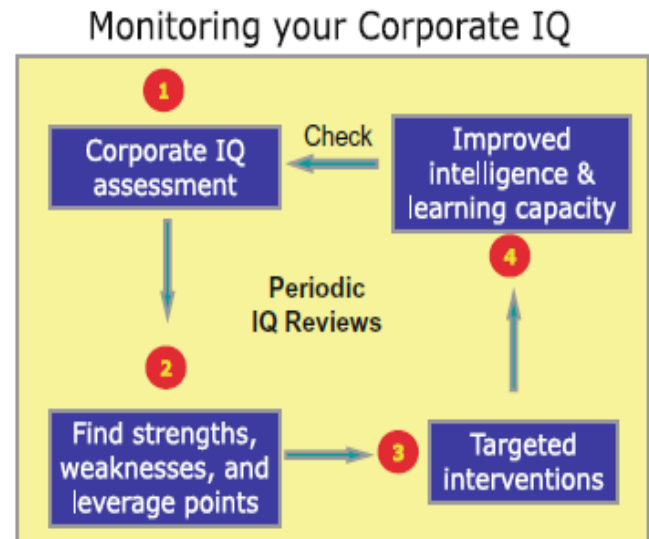 Monitoring your Corporate IQ
1
Corporate IQ
assessment
Check
Improved
intelligence &
learning capacity
4
Periodic
IQ Reviews
2
Find strengths,
weaknesses, and
leverage points
3
Targeted
interventions